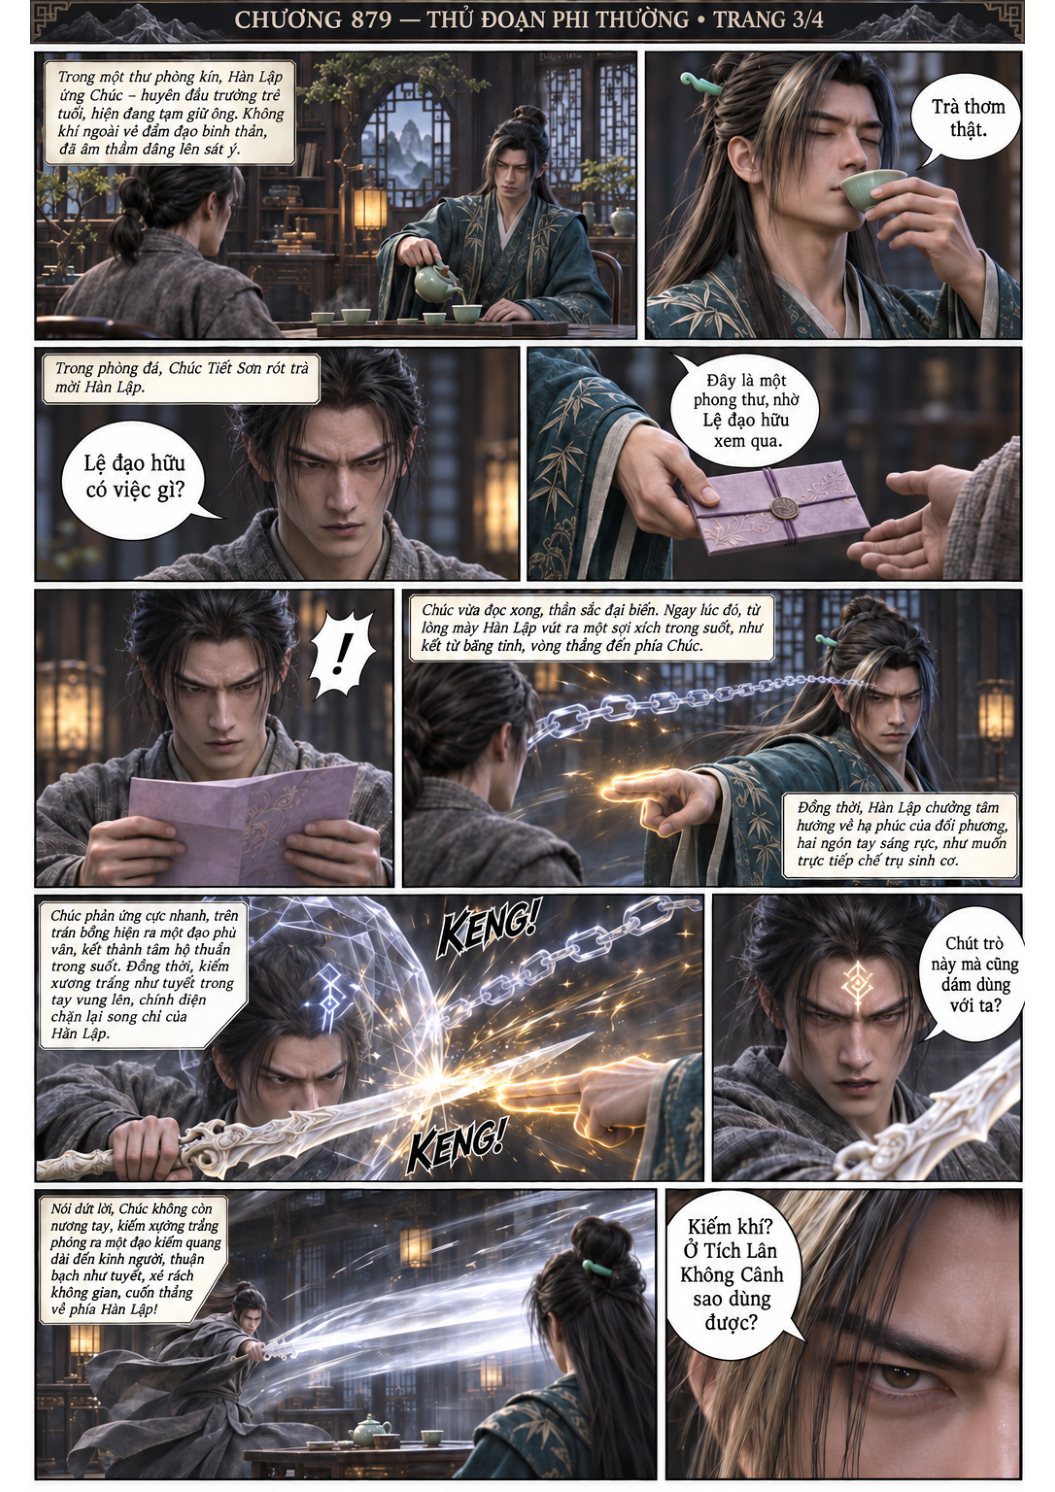 CHƯƠNG 879 — THỦ ĐOẠN PHI THƯỜNG • TRANG 3/4
Trong một thư phòng kín, Hàn Lập
ứng Chúc – huyên đầu trường trẻ
tuổi, hiện đang tạm giữ ông. Không
khí ngoài vẻ đầm đạo bình thản,
đã âm thầm dâng lên sát ý.
Trà thơm
thật.
Trong phòng đá, Chúc Tiết Sơn rót trà
mời Hàn Lập.
Lệ đạo hữu
có việc gì?
Đây là một
phong thư, nhờ
Lệ đạo hữu
xem qua.
!
Chúc vừa đọc xong, thần sắc đại biến. Ngay lúc đó, từ
lòng mày Hàn Lập vút ra một sợi xích trong suốt, như
kết từ băng tinh, vòng thẳng đến phía Chúc.
Đồng thời, Hàn Lập chưởng tâm
hướng về hạ phúc của đối phương,
hai ngón tay sáng rực, như muốn
trực tiếp chế trụ sinh cơ.
Chúc phản ứng cực nhanh, trên
trán bỗng hiện ra một đạo phù
vân, kết thành tâm hộ thuẫn
trong suốt. Đồng thời, kiếm
xương trắng như tuyết trong
tay vung lên, chính diện
chặn lại song chỉ của
Hàn Lập.
KENG!
KENG!
Chút trò
này mà cũng
dám dùng
với ta?
Nói dứt lời, Chúc không còn
nương tay, kiếm xương trắng
phóng ra một đạo kiếm quang
dài đến kinh người, thuận
bạch như tuyết, xé rách
không gian, cuốn thẳng
về phía Hàn Lập!
Kiếm khí?
Ở Tích Lân
Không Cảnh
sao dùng
được?